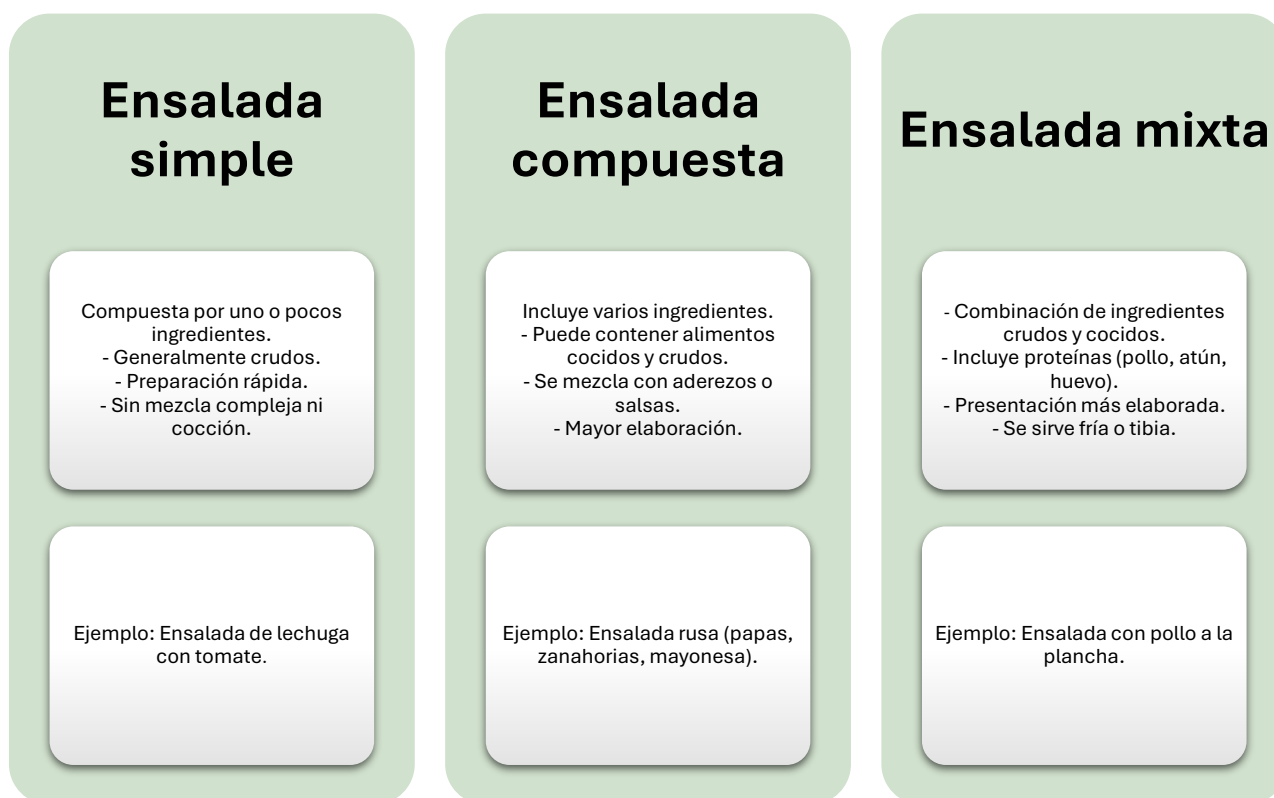 Ensalada
simple
Compuesta por uno o pocos
ingredientes.
- Generalmente crudos.
- Preparación rápida.
- Sin mezcla compleja ni
cocción.
Ejemplo: Ensalada de lechuga
con tomate.
Ensalada
compuesta
Incluye varios ingredientes.
- Puede contener alimentos
cocidos y crudos.
- Se mezcla con aderezos o
salsas.
- Mayor elaboración.
Ejemplo: Ensalada rusa (papas,
zanahorias, mayonesa).
Ensalada mixta
- Combinación de ingredientes
crudos y cocidos.
- Incluye proteínas (pollo, atún,
huevo).
- Presentación más elaborada.
- Se sirve fría o tibia.
Ejemplo: Ensalada con pollo a la
plancha.